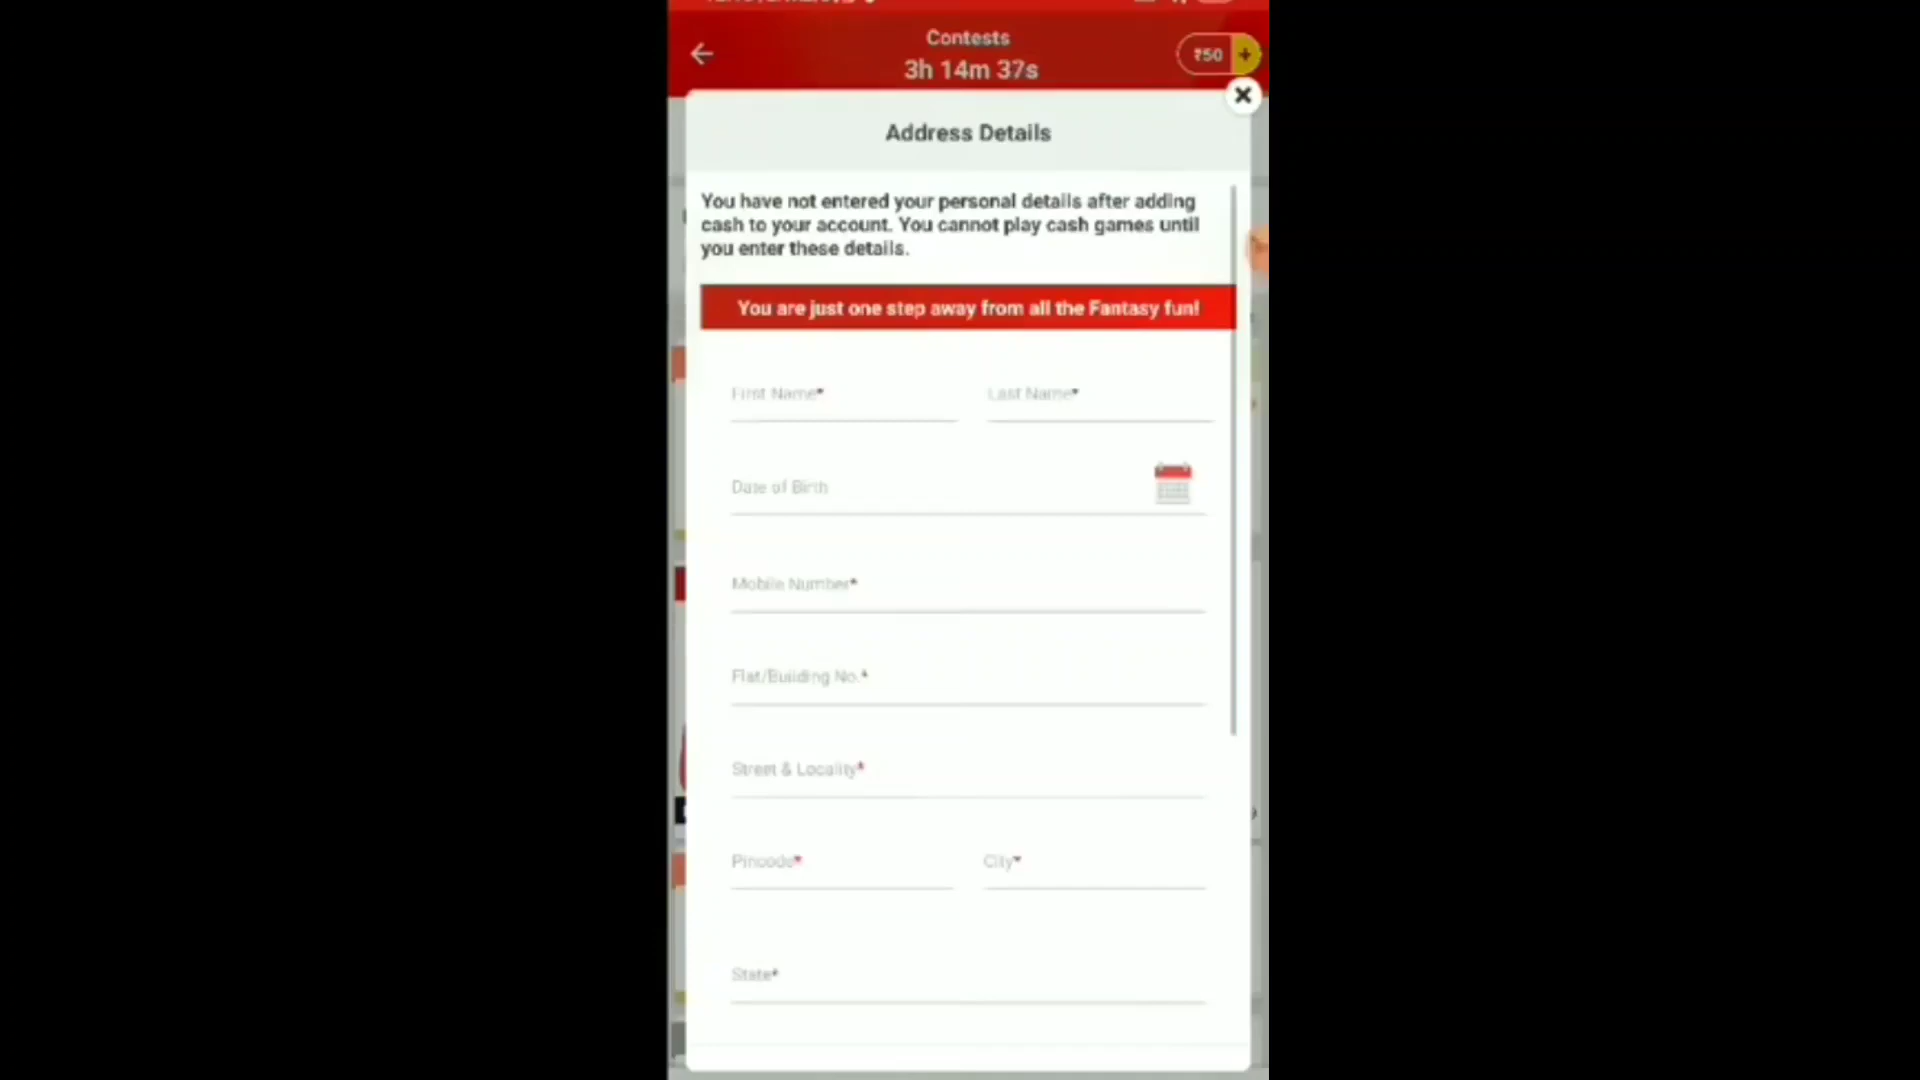 Contests
3h 14m 37s
₹50 +
Address Details
You have not entered your personal details after adding
cash to your account. You cannot play cash games until
you enter these details.
You are just one step away from all the Fantasy fun!
First Name* Last Name*
Date of Birth
Mobile Number*
Flat/Building No.*
Street & Locality*
Pincode* City*
State*